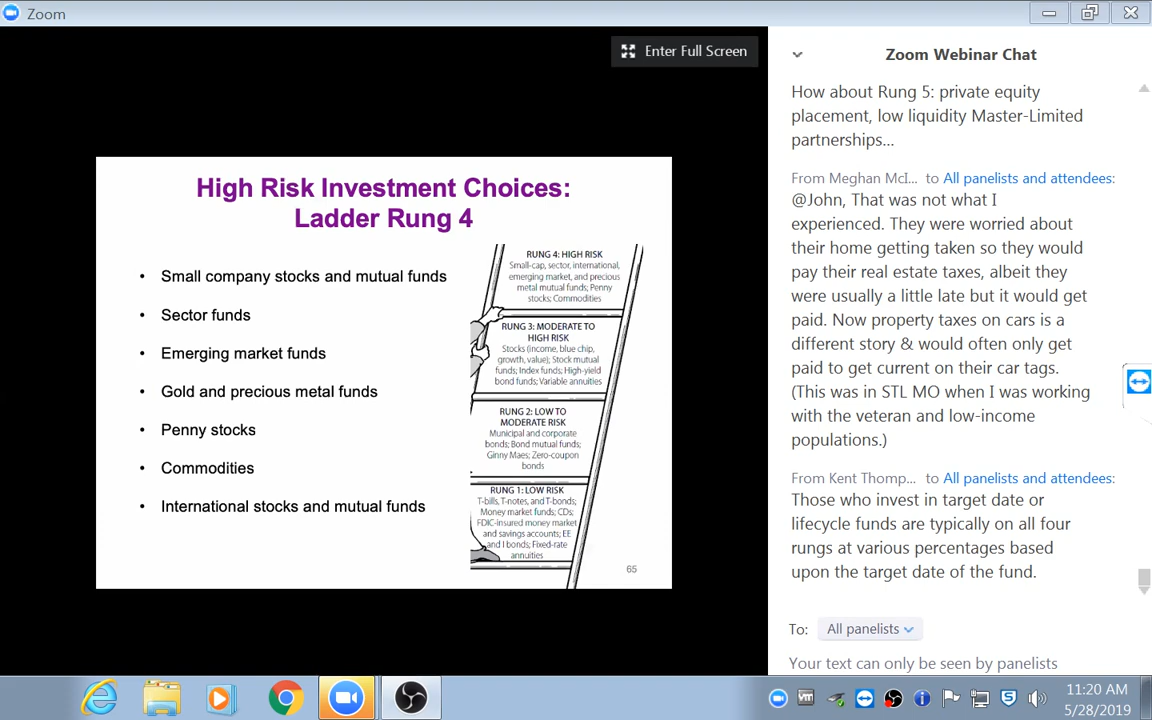 Zoom
Enter Full Screen
High Risk Investment Choices:
Ladder Rung 4
• Small company stocks and mutual funds
• Sector funds
• Emerging market funds
• Gold and precious metal funds
• Penny stocks
• Commodities
• International stocks and mutual funds
RUNG 4: HIGH RISK
Small-cap, sector, international,
emerging market, and precious
metal mutual funds; Penny
stocks; Commodities
RUNG 3: MODERATE TO
HIGH RISK
Stocks (income, blue chip,
growth, value); Stock mutual
funds; Index funds; High-yield
bond funds; Variable annuities
RUNG 2: LOW TO
MODERATE RISK
Municipal and corporate
bonds; Bond mutual funds;
Ginny Maes; Zero-coupon
bonds
RUNG 1: LOW RISK
T-bills, T-notes, and T-bonds;
Money market funds; CDs;
FDIC-insured money market
and savings accounts; EE
and I bonds; Fixed-rate
annuities
65
Zoom Webinar Chat
How about Rung 5: private equity
placement, low liquidity Master-Limited
partnerships...
From Meghan McI... to All panelists and attendees:
@John, That was not what I
experienced. They were worried about
their home getting taken so they would
pay their real estate taxes, albeit they
were usually a little late but it would get
paid. Now property taxes on cars is a
different story & would often only get
paid to get current on their car tags.
(This was in STL MO when I was working
with the veteran and low-income
populations.)
From Kent Thomp... to All panelists and attendees:
Those who invest in target date or
lifecycle funds are typically on all four
rungs at various percentages based
upon the target date of the fund.
To: All panelists
Your text can only be seen by panelists
11:20 AM
5/28/2019